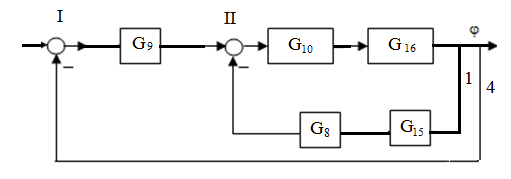 I II
φ
G₉ G₁₀ G₁₆
– –
1 4
G₈ G₁₅